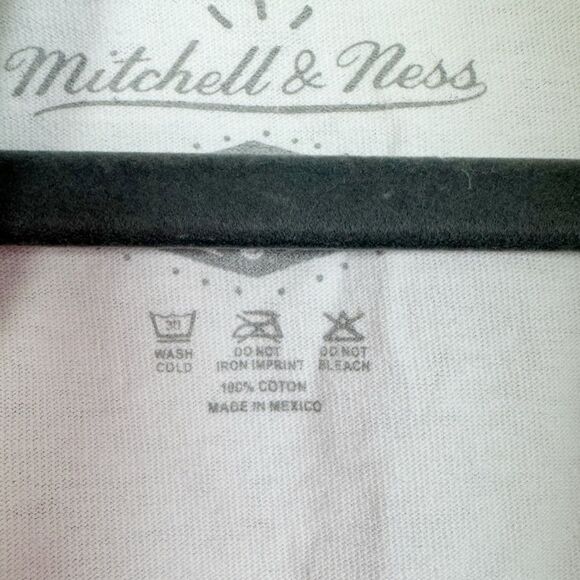 Mitchell & Ness
30
WASH
COLD
DO NOT
IRON IMPRINT
DO NOT
BLEACH
100% COTON
MADE IN MEXICO